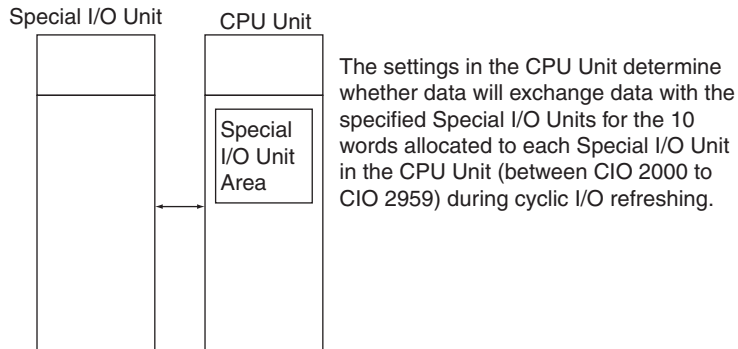 Special I/O Unit
CPU Unit
Special
I/O Unit
Area
The settings in the CPU Unit determine
whether data will exchange data with the
specified Special I/O Units for the 10
words allocated to each Special I/O Unit
in the CPU Unit (between CIO 2000 to
CIO 2959) during cyclic I/O refreshing.